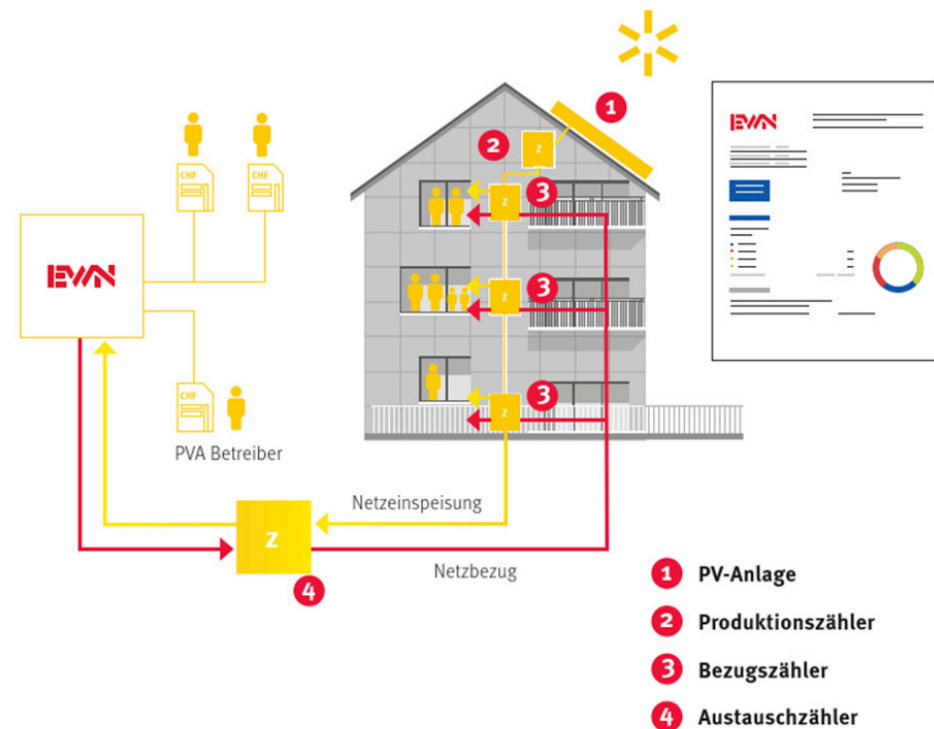 1
2
Z
3
EWN
CHF
CHF
Z
EWN
3
Z
3
Z
CHF
PVA Betreiber
Netzeinspeisung
Z
4
Netzbezug
1 PV-Anlage
2 Produktionszähler
3 Bezugszähler
4 Austauschzähler